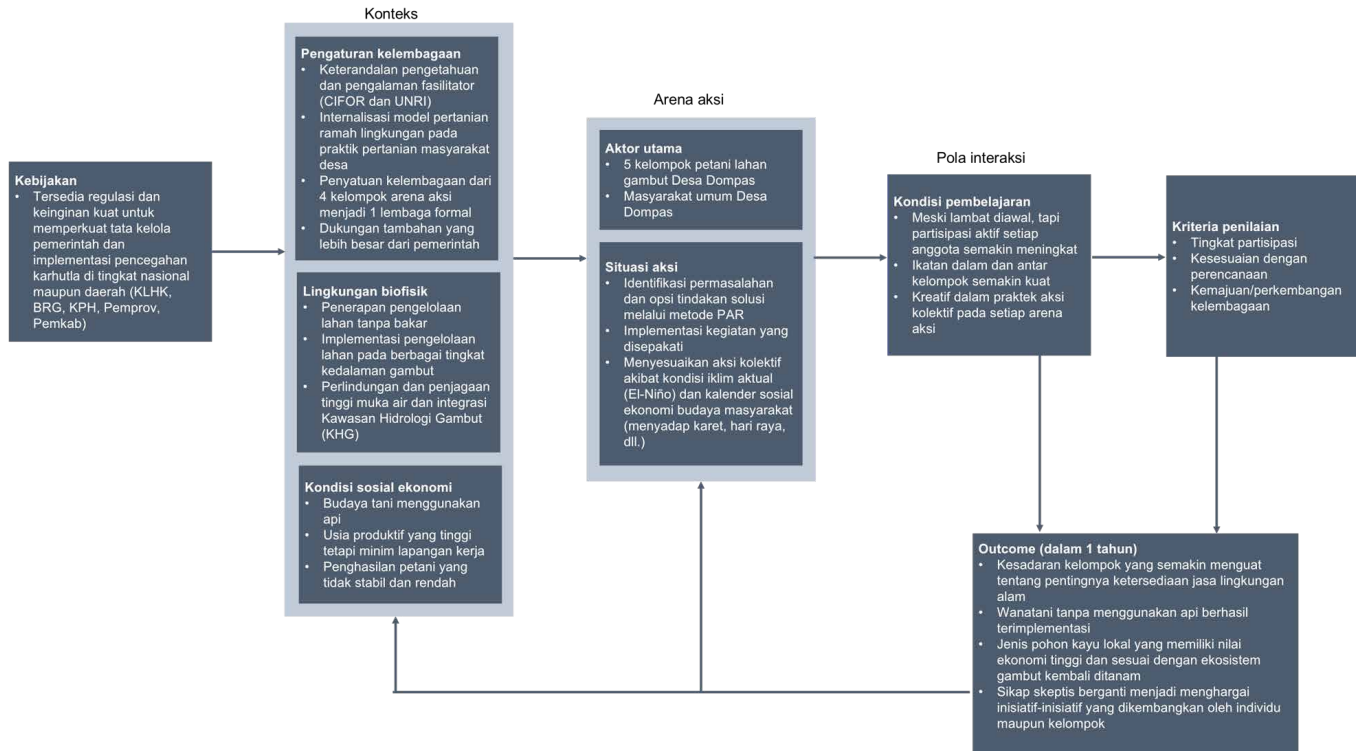 Kebijakan
• Tersedia regulasi dan
keinginan kuat untuk
memperkuat tata kelola
pemerintah dan
implementasi pencegahan
karhutla di tingkat nasional
maupun daerah (KLHK,
BRG, KPH, Pemprov,
Pemkab)
Konteks
Pengaturan kelembagaan
• Keterandalan pengetahuan
dan pengalaman fasilitator
(CIFOR dan UNRI)
• Internalisasi model pertanian
ramah lingkungan pada
praktik pertanian masyarakat
desa
• Penyatuan kelembagaan dari
4 kelompok arena aksi
menjadi 1 lembaga formal
• Dukungan tambahan yang
lebih besar dari pemerintah
Lingkungan biofisik
• Penerapan pengelolaan
lahan tanpa bakar
• Implementasi pengelolaan
lahan pada berbagai tingkat
kedalaman gambut
• Perlindungan dan penjagaan
tinggi muka air dan integrasi
Kawasan Hidrologi Gambut
(KHG)
Kondisi sosial ekonomi
• Budaya tani menggunakan
api
• Usia produktif yang tinggi
tetapi minim lapangan kerja
• Penghasilan petani yang
tidak stabil dan rendah
Arena aksi
Aktor utama
• 5 kelompok petani lahan
gambut Desa Dompas
• Masyarakat umum Desa
Dompas
Situasi aksi
• Identifikasi permasalahan
dan opsi tindakan solusi
melalui metode PAR
• Implementasi kegiatan yang
disepakati
• Menyesuaikan aksi kolektif
akibat kondisi iklim aktual
(El-Niño) dan kalender sosial
ekonomi budaya masyarakat
(menyadap karet, hari raya,
dll.)
Pola interaksi
Kondisi pembelajaran
• Meski lambat diawal, tapi
partisipasi aktif setiap
anggota semakin meningkat
• Ikatan dalam dan antar
kelompok semakin kuat
• Kreatif dalam praktek aksi
kolektif pada setiap arena
aksi
Kriteria penilaian
• Tingkat partisipasi
• Kesesuaian dengan
perencanaan
• Kemajuan/perkembangan
kelembagaan
Outcome (dalam 1 tahun)
• Kesadaran kelompok yang semakin menguat
tentang pentingnya ketersediaan jasa lingkungan
alam
• Wanatani tanpa menggunakan api berhasil
terimplementasi
• Jenis pohon kayu lokal yang memiliki nilai
ekonomi tinggi dan sesuai dengan ekosistem
gambut kembali ditanam
• Sikap skeptis berganti menjadi menghargai
inisiatif-inisiatif yang dikembangkan oleh individu
maupun kelompok